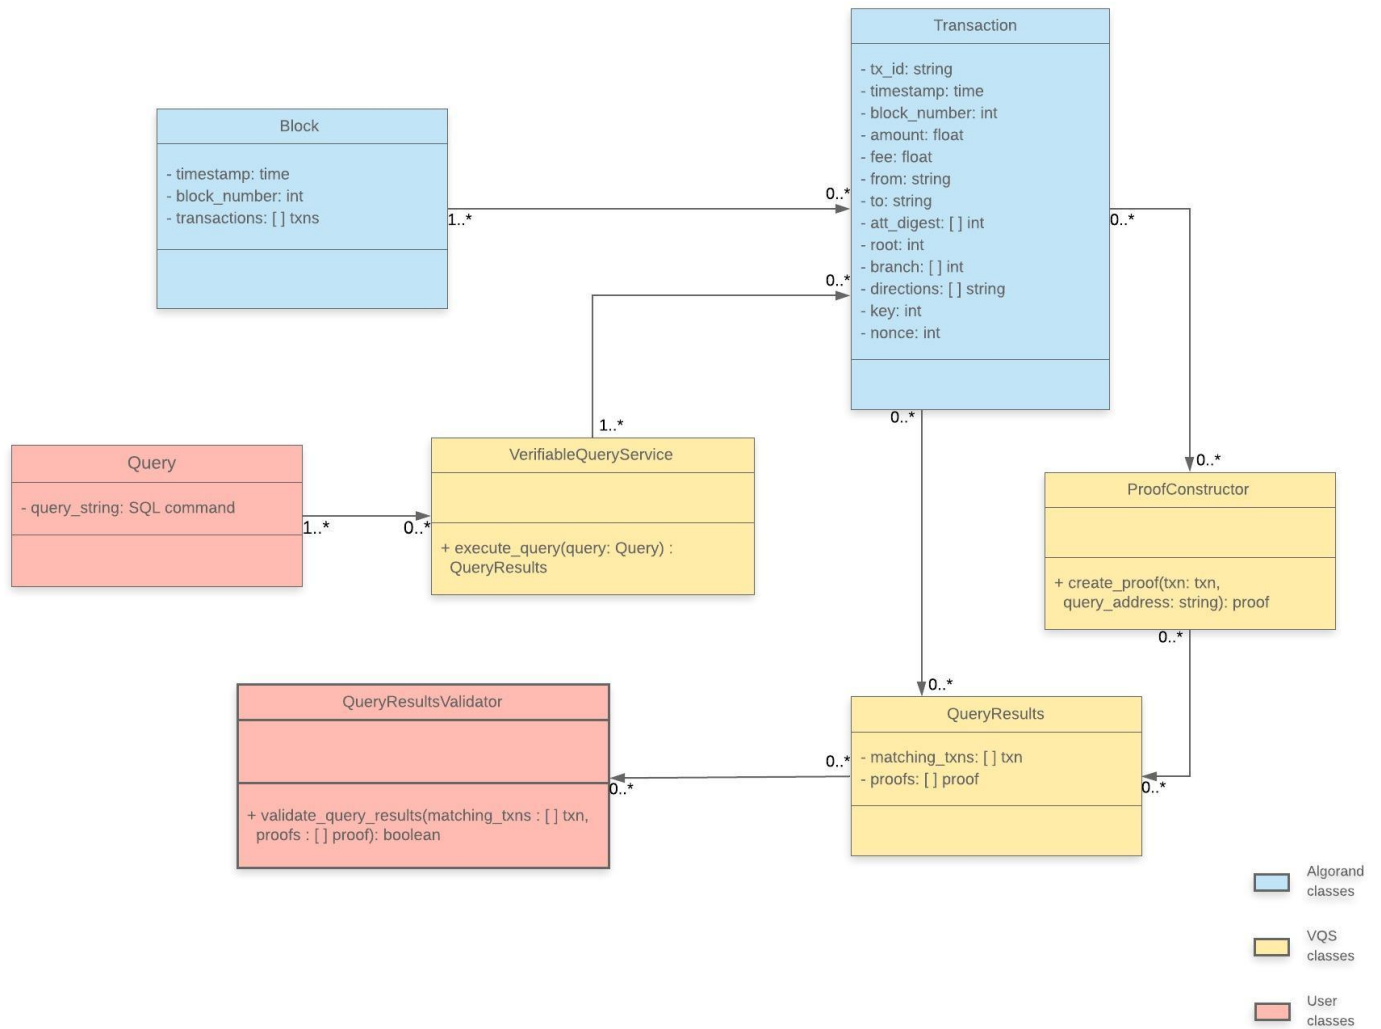 Transaction
- tx_id: string
- timestamp: time
- block_number: int
- amount: float
- fee: float
- from: string
- to: string
- att_digest: [ ] int
- root: int
- branch: [ ] int
- directions: [ ] string
- key: int
- nonce: int
Block
- timestamp: time
- block_number: int
- transactions: [ ] txns
1..*
0..*
0..*
0..*
0..*
1..*
0..*
Query
- query_string: SQL command
1..*
0..*
VerifiableQueryService
+ execute_query(query: Query) :
QueryResults
ProofConstructor
+ create_proof(txn: txn,
query_address: string): proof
0..*
0..*
QueryResultsValidator
+ validate_query_results(matching_txns : [ ] txn,
proofs : [ ] proof): boolean
QueryResults
- matching_txns: [ ] txn
- proofs: [ ] proof
0..*
0..*
0..*
Algorand
classes
VQS
classes
User
classes